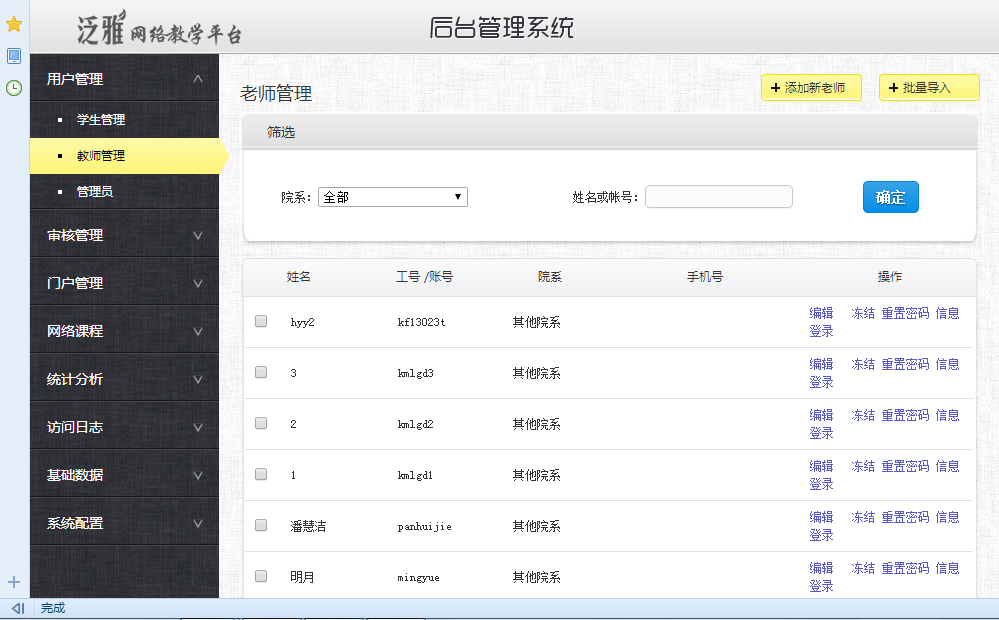 泛雅网络教学平台
后台管理系统
用户管理
学生管理
教师管理
管理员
审核管理
门户管理
网络课程
统计分析
访问日志
基础数据
系统配置
老师管理
+ 添加新老师
+ 批量导入
筛选
院系： 全部 姓名或帐号： 确定
姓名 工号 /账号 院系 手机号 操作
hyy2 kf13023t 其他院系 编辑 冻结 重置密码 信息
登录
3 kmlgd3 其他院系 编辑 冻结 重置密码 信息
登录
2 kmlgd2 其他院系 编辑 冻结 重置密码 信息
登录
1 kmlgd1 其他院系 编辑 冻结 重置密码 信息
登录
潘慧洁 panhuijie 其他院系 编辑 冻结 重置密码 信息
登录
明月 mingyue 其他院系 编辑 冻结 重置密码 信息
登录
完成